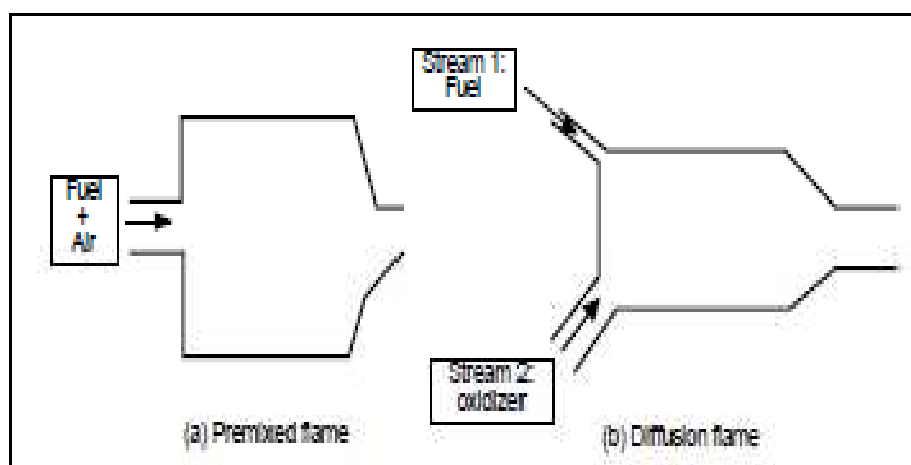 Stream 1:
Fuel
Fuel
+
Air
Stream 2:
oxidizer
(a) Premixed flame
(b) Diffusion flame